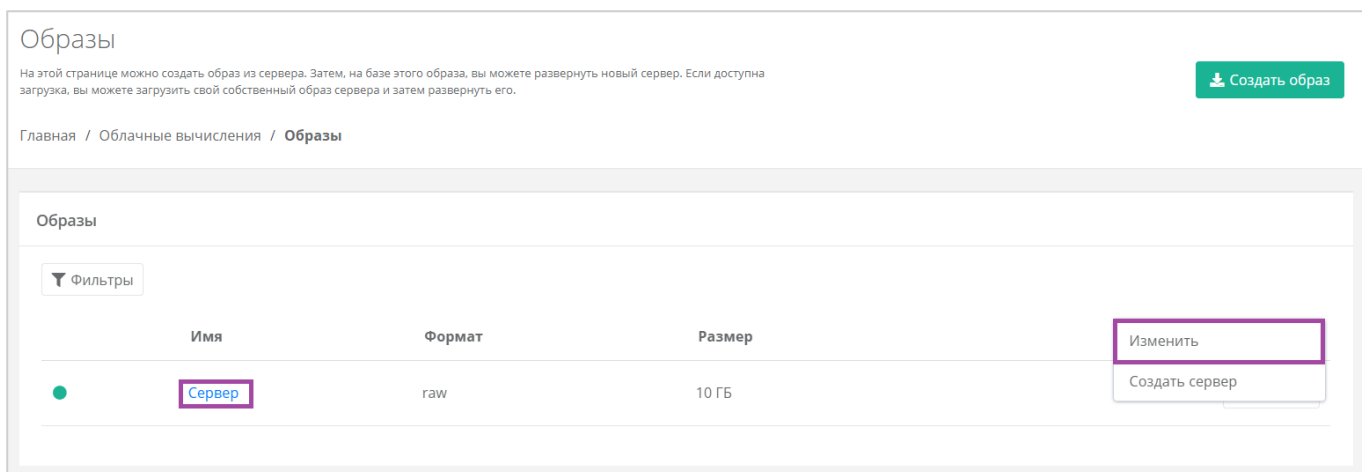 Образы
На этой странице можно создать образ из сервера. Затем, на базе этого образа, вы можете развернуть новый сервер. Если доступна
загрузка, вы можете загрузить свой собственный образ сервера и затем развернуть его.
Создать образ
Главная / Облачные вычисления / Образы
Образы
Фильтры
Имя Формат Размер
Изменить
Сервер raw 10 ГБ
Создать сервер